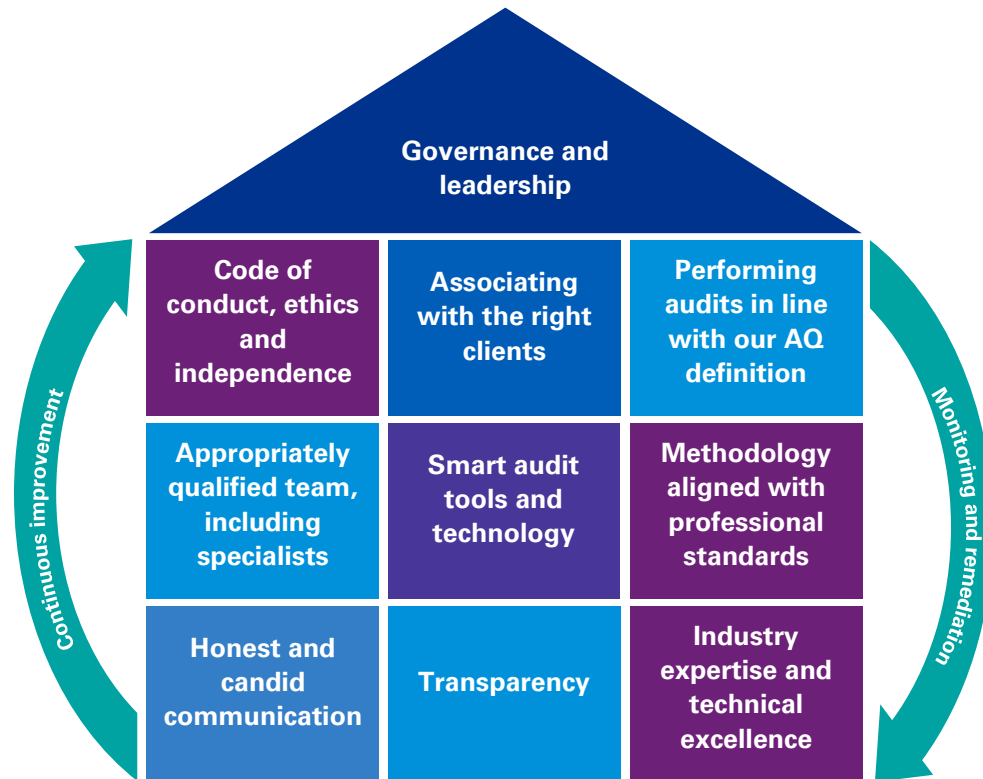 Governance and
leadership
Code of
conduct, ethics
and
independence
Associating
with the right
clients
Performing
audits in line
with our AQ
definition
Appropriately
qualified team,
including
specialists
Smart audit
tools and
technology
Methodology
aligned with
professional
standards
Honest and
candid
communication
Transparency
Industry
expertise and
technical
excellence
Continuous improvement
Monitoring and remediation